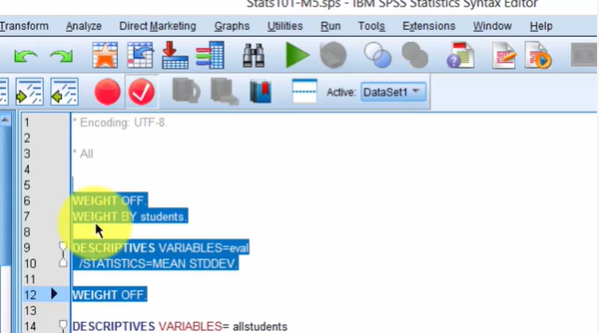 Stats101-M5.sps - IBM SPSS Statistics Syntax Editor
Transform Analyze Direct Marketing Graphs Utilities Run Tools Extensions Window Help
Active: DataSet1
1 * Encoding: UTF-8.
2
3 * All
4
5
6 WEIGHT OFF.
7 WEIGHT BY students.
8
9 DESCRIPTIVES VARIABLES=eval
10 /STATISTICS=MEAN STDDEV.
11
12 WEIGHT OFF.
13
14 DESCRIPTIVES VARIABLES= allstudents